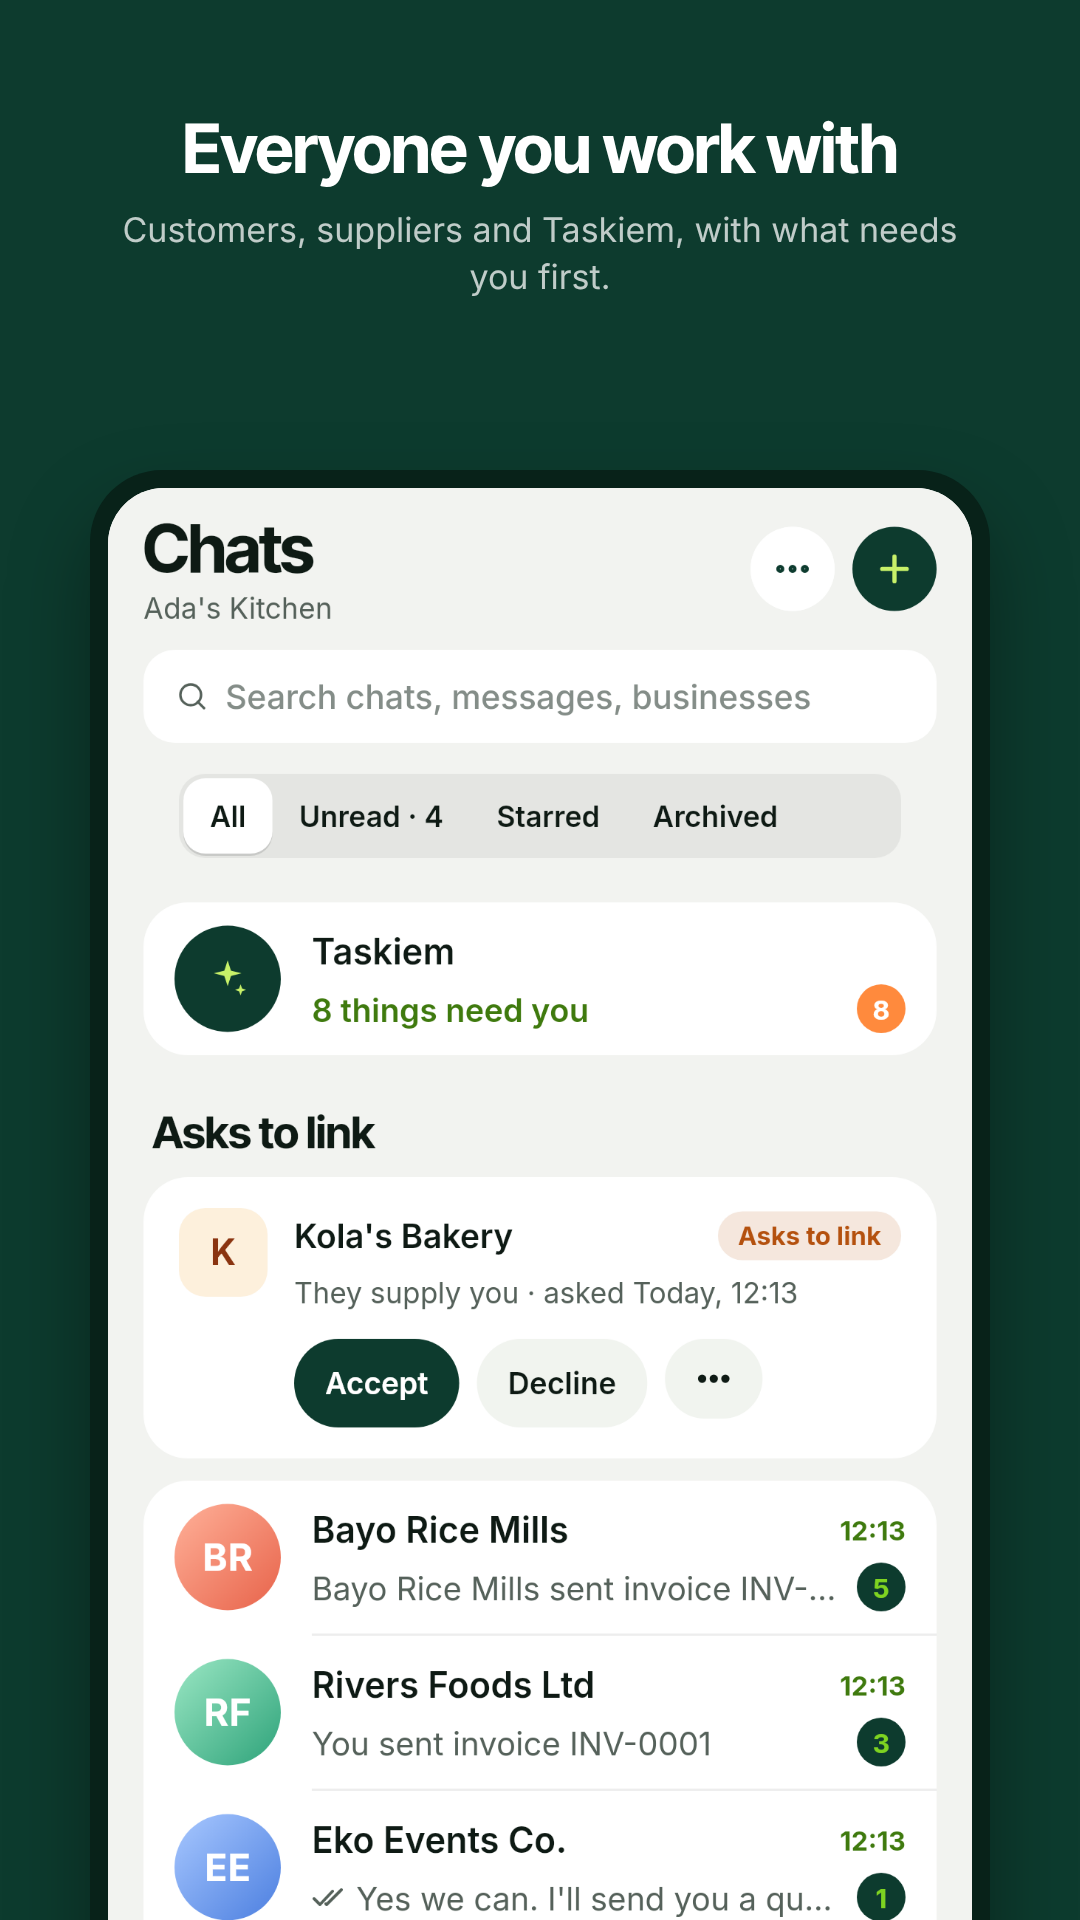 Everyone you work with
Customers, suppliers and Taskiem, with what needs
you first.
Chats
Ada's Kitchen
Search chats, messages, businesses
All Unread · 4 Starred Archived
Taskiem
8 things need you 8
Asks to link
K Kola's Bakery Asks to link
They supply you · asked Today, 12:13
Accept Decline
BR Bayo Rice Mills 12:13
Bayo Rice Mills sent invoice INV-... 5
RF Rivers Foods Ltd 12:13
You sent invoice INV-0001 3
EE Eko Events Co. 12:13
Yes we can. I'll send you a qu... 1